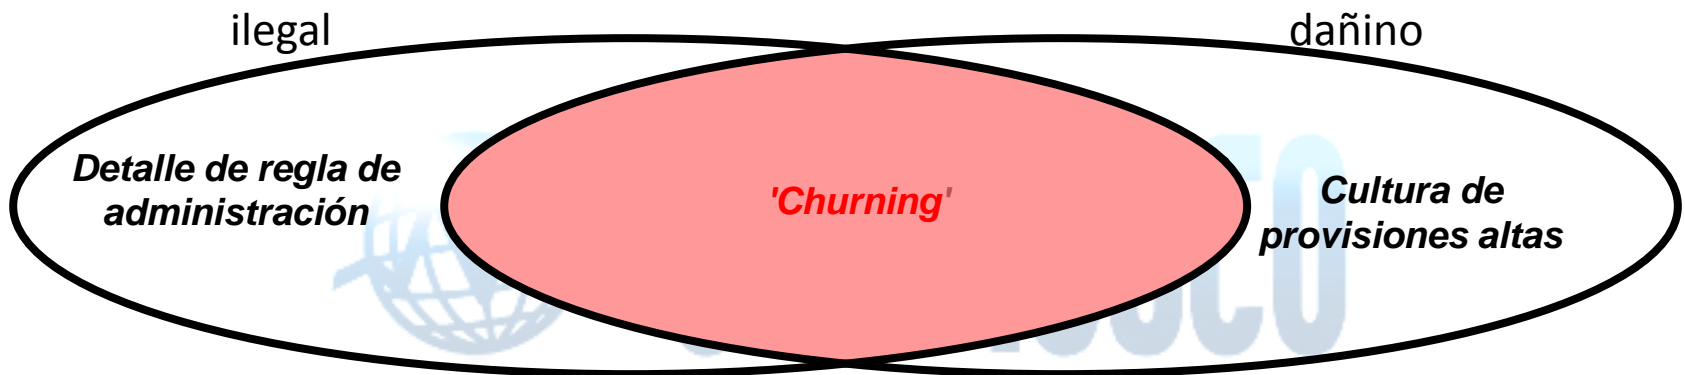 ilegal
dañino
Detalle de regla de
administración
'Churning'
Cultura de
provisiones altas